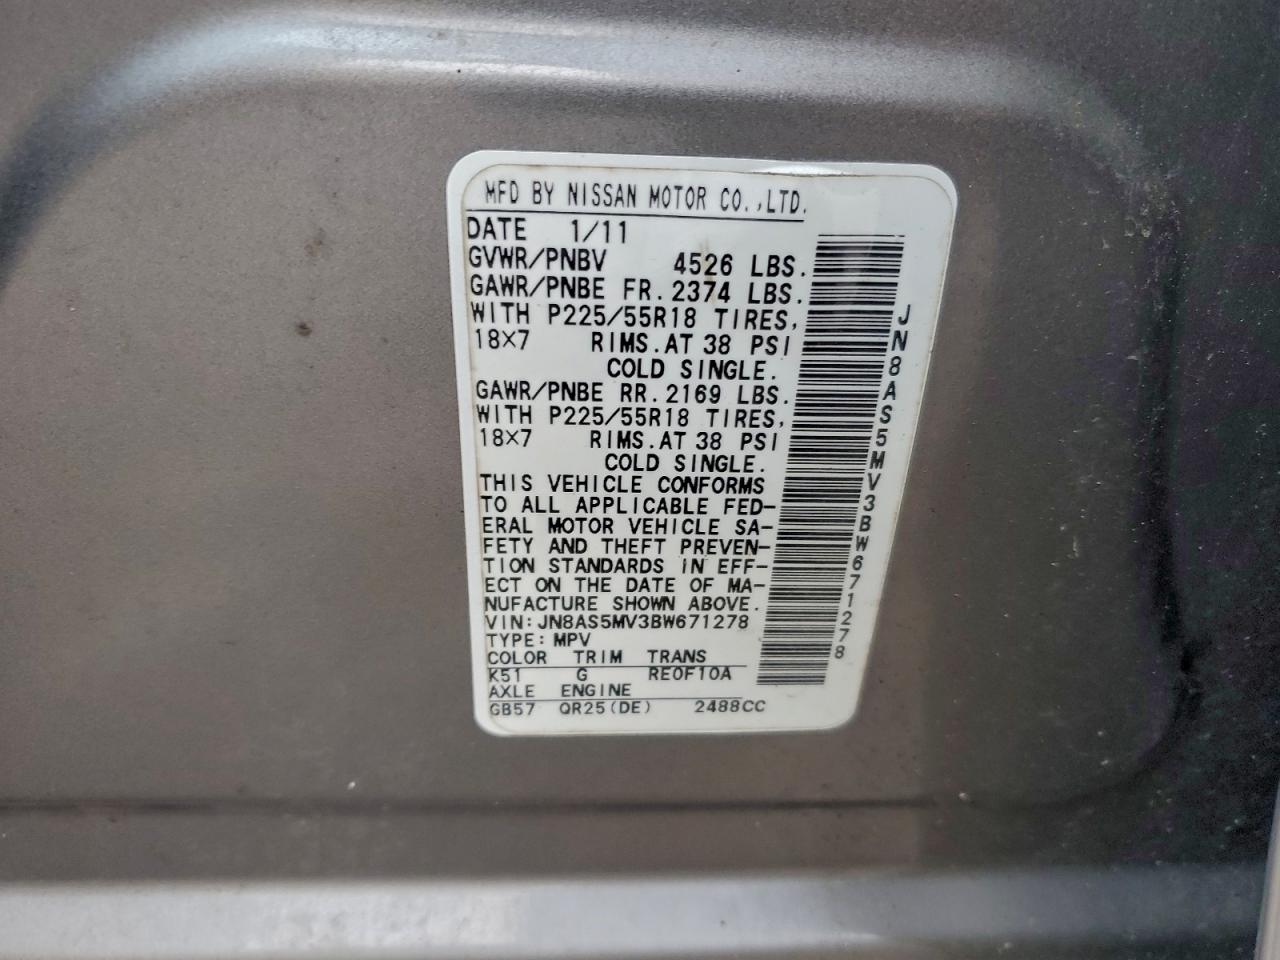 MFD BY NISSAN MOTOR CO.,LTD.
DATE 1/11
GVWR/PNBV 4526 LBS.
GAWR/PNBE FR. 2374 LBS.
WITH P225/55R18 TIRES,
18×7 RIMS.AT 38 PSI
COLD SINGLE.
GAWR/PNBE RR. 2169 LBS.
WITH P225/55R18 TIRES,
18×7 RIMS.AT 38 PSI
COLD SINGLE.
THIS VEHICLE CONFORMS
TO ALL APPLICABLE FED-
ERAL MOTOR VEHICLE SA-
FETY AND THEFT PREVEN-
TION STANDARDS IN EFF-
ECT ON THE DATE OF MA-
NUFACTURE SHOWN ABOVE.
VIN:JN8AS5MV3BW671278
TYPE:MPV
COLOR TRIM TRANS
K51 G RE0F10A
AXLE ENGINE
GB57 QR25(DE) 2488CC
JN8AS5MV3BW671278